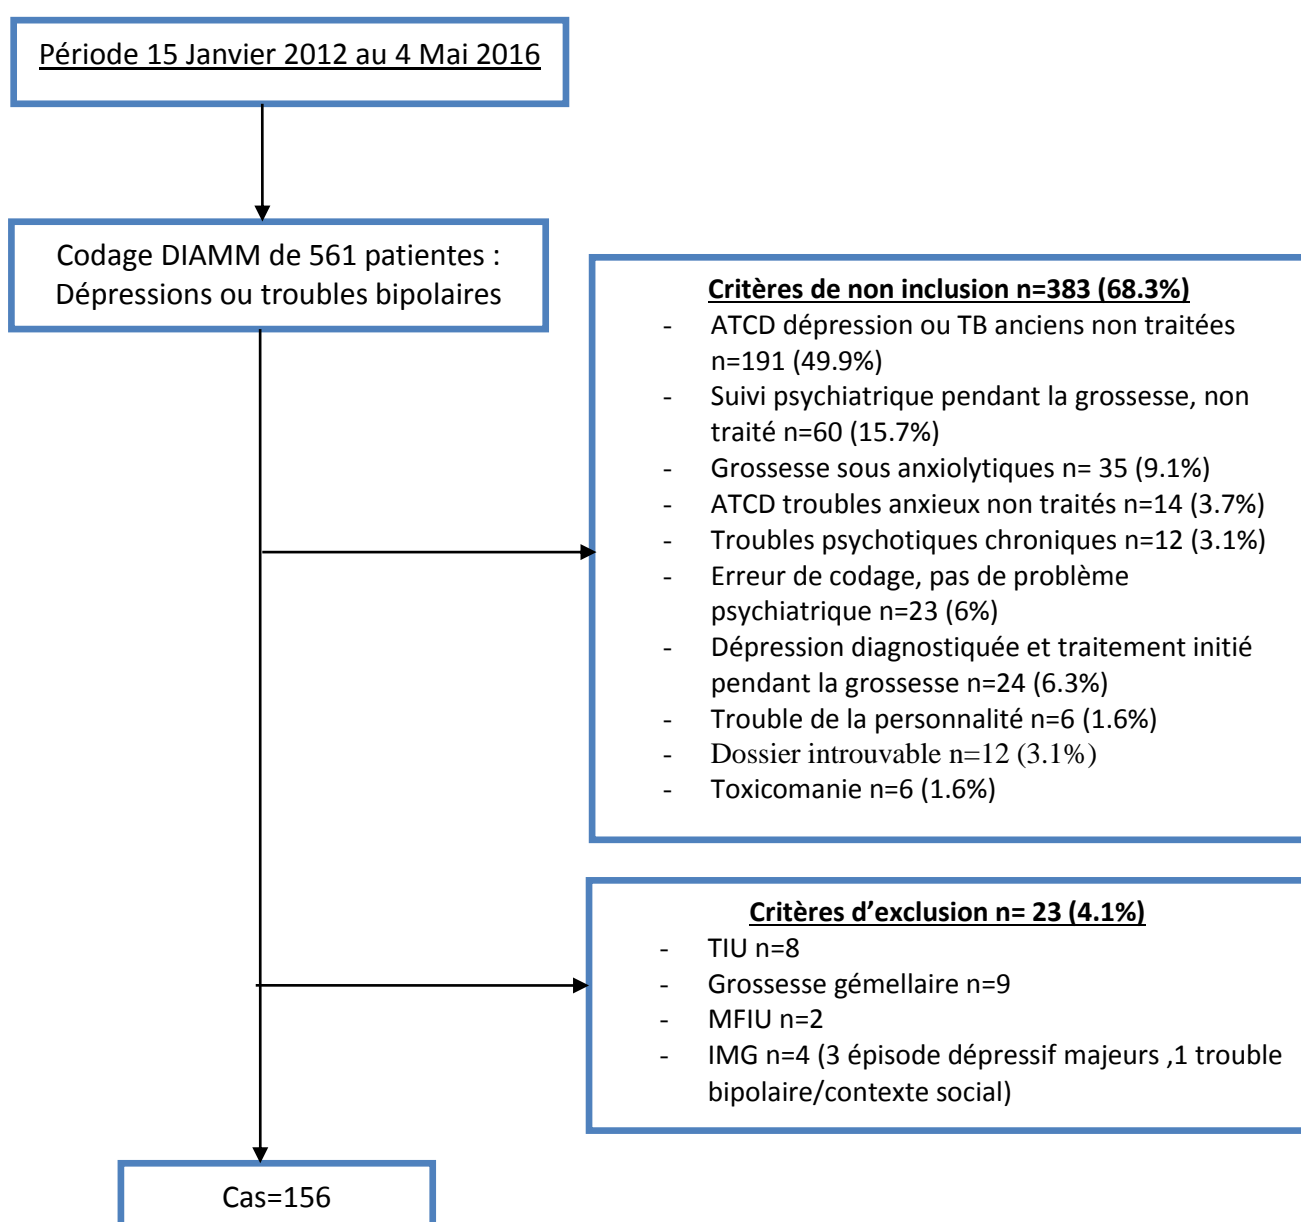 Période 15 Janvier 2012 au 4 Mai 2016
Codage DIAMM de 561 patientes :
Dépressions ou troubles bipolaires
Critères de non inclusion n=383 (68.3%)
- ATCD dépression ou TB anciens non traitées
n=191 (49.9%)
- Suivi psychiatrique pendant la grossesse, non
traité n=60 (15.7%)
- Grossesse sous anxiolytiques n= 35 (9.1%)
- ATCD troubles anxieux non traités n=14 (3.7%)
- Troubles psychotiques chroniques n=12 (3.1%)
- Erreur de codage, pas de problème
psychiatrique n=23 (6%)
- Dépression diagnostiquée et traitement initié
pendant la grossesse n=24 (6.3%)
- Trouble de la personnalité n=6 (1.6%)
- Dossier introuvable n=12 (3.1%)
- Toxicomanie n=6 (1.6%)
Critères d’exclusion n= 23 (4.1%)
- TIU n=8
- Grossesse gémellaire n=9
- MFIU n=2
- IMG n=4 (3 épisode dépressif majeurs ,1 trouble
bipolaire/contexte social)
Cas=156